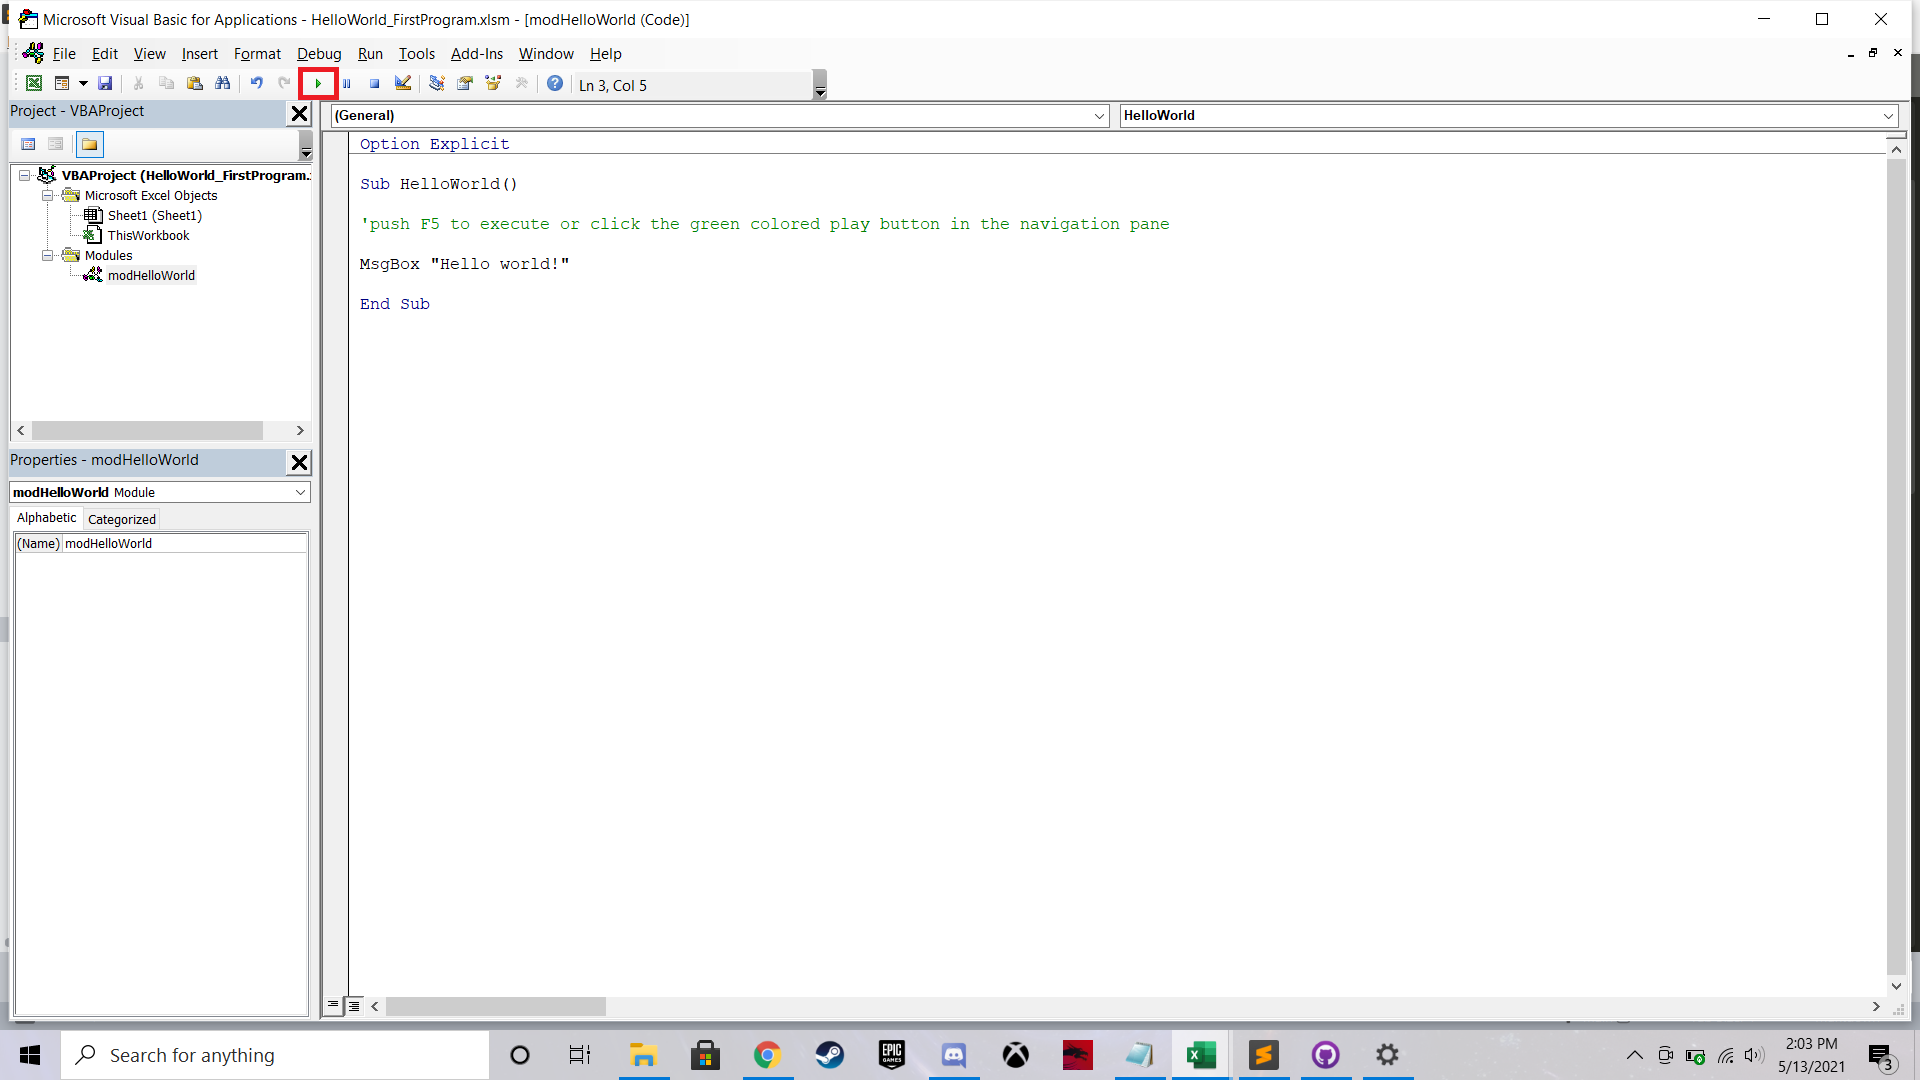 Microsoft Visual Basic for Applications - HelloWorld_FirstProgram.xlsm - [modHelloWorld (Code)]
File Edit View Insert Format Debug Run Tools Add-Ins Window Help
Ln 3, Col 5
Project - VBAProject
(General)
HelloWorld
VBAProject (HelloWorld_FirstProgram.
Microsoft Excel Objects
Sheet1 (Sheet1)
ThisWorkbook
Modules
modHelloWorld
Option Explicit
Sub HelloWorld()
'push F5 to execute or click the green colored play button in the navigation pane
MsgBox "Hello world!"
End Sub
Properties - modHelloWorld
modHelloWorld Module
Alphabetic Categorized
(Name) modHelloWorld
Search for anything
EPIC
GAMES
2:03 PM
5/13/2021
3